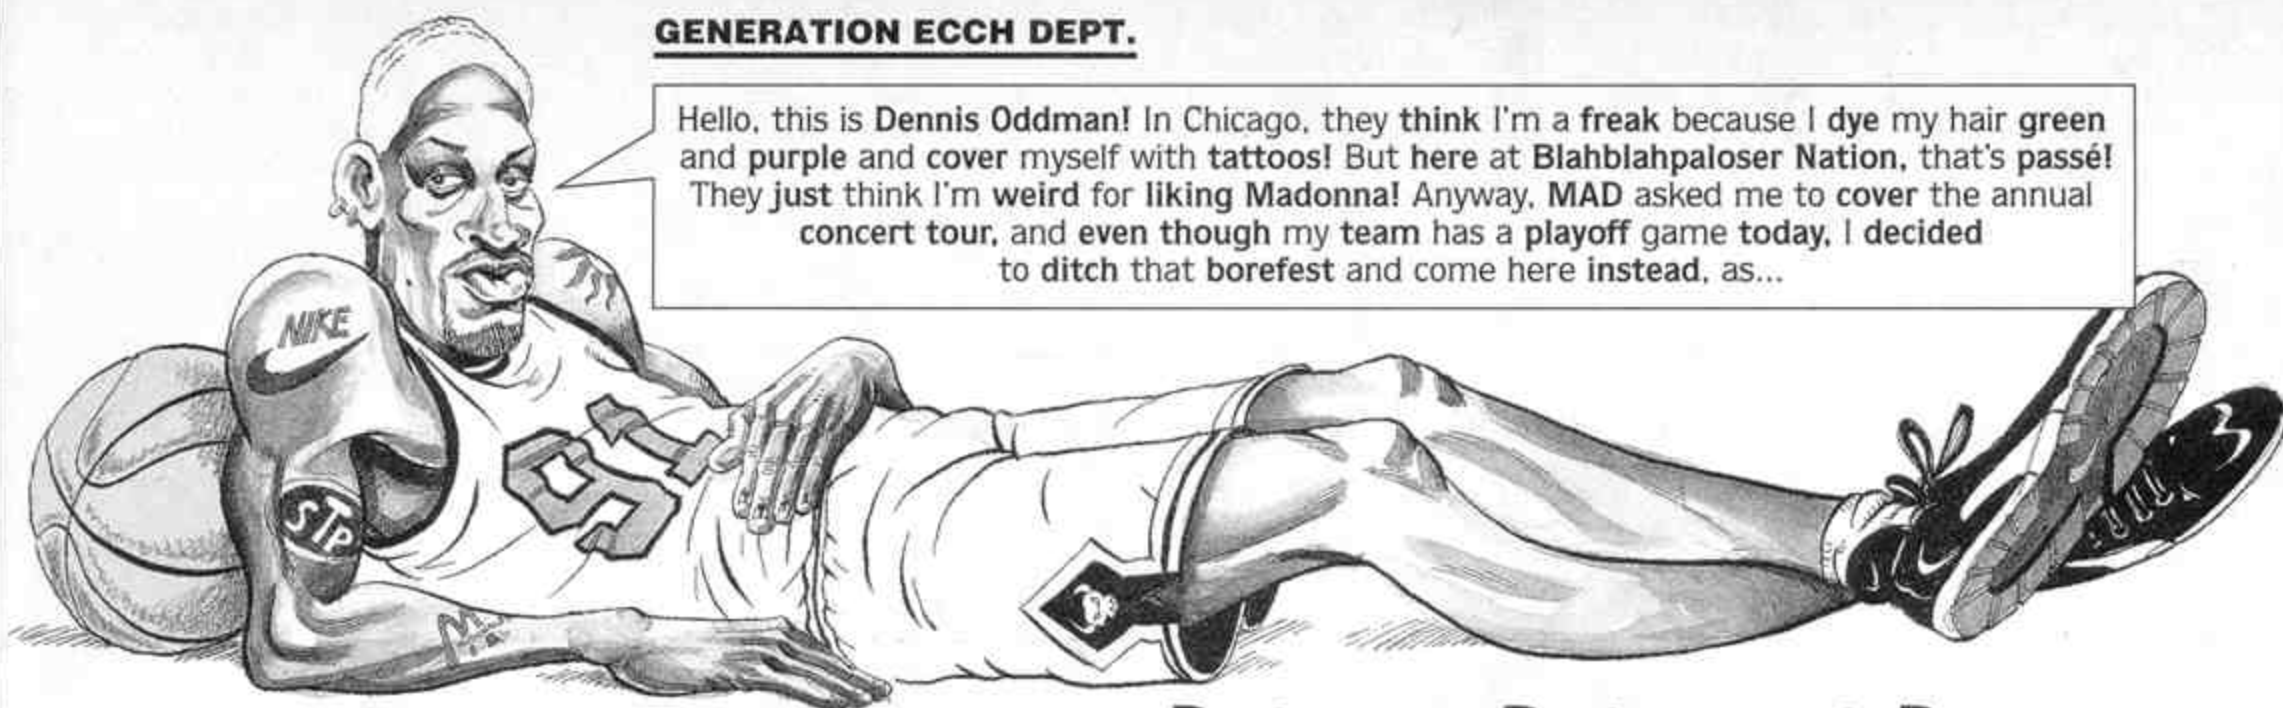 GENERATION ECCH DEPT.
Hello, this is Dennis Oddman! In Chicago, they think I'm a freak because I dye my hair green
and purple and cover myself with tattoos! But here at Blahblahpaloser Nation, that's passé!
They just think I'm weird for liking Madonna! Anyway, MAD asked me to cover the annual
concert tour, and even though my team has a playoff game today, I decided
to ditch that borefest and come here instead, as...
NIKE
91
STP